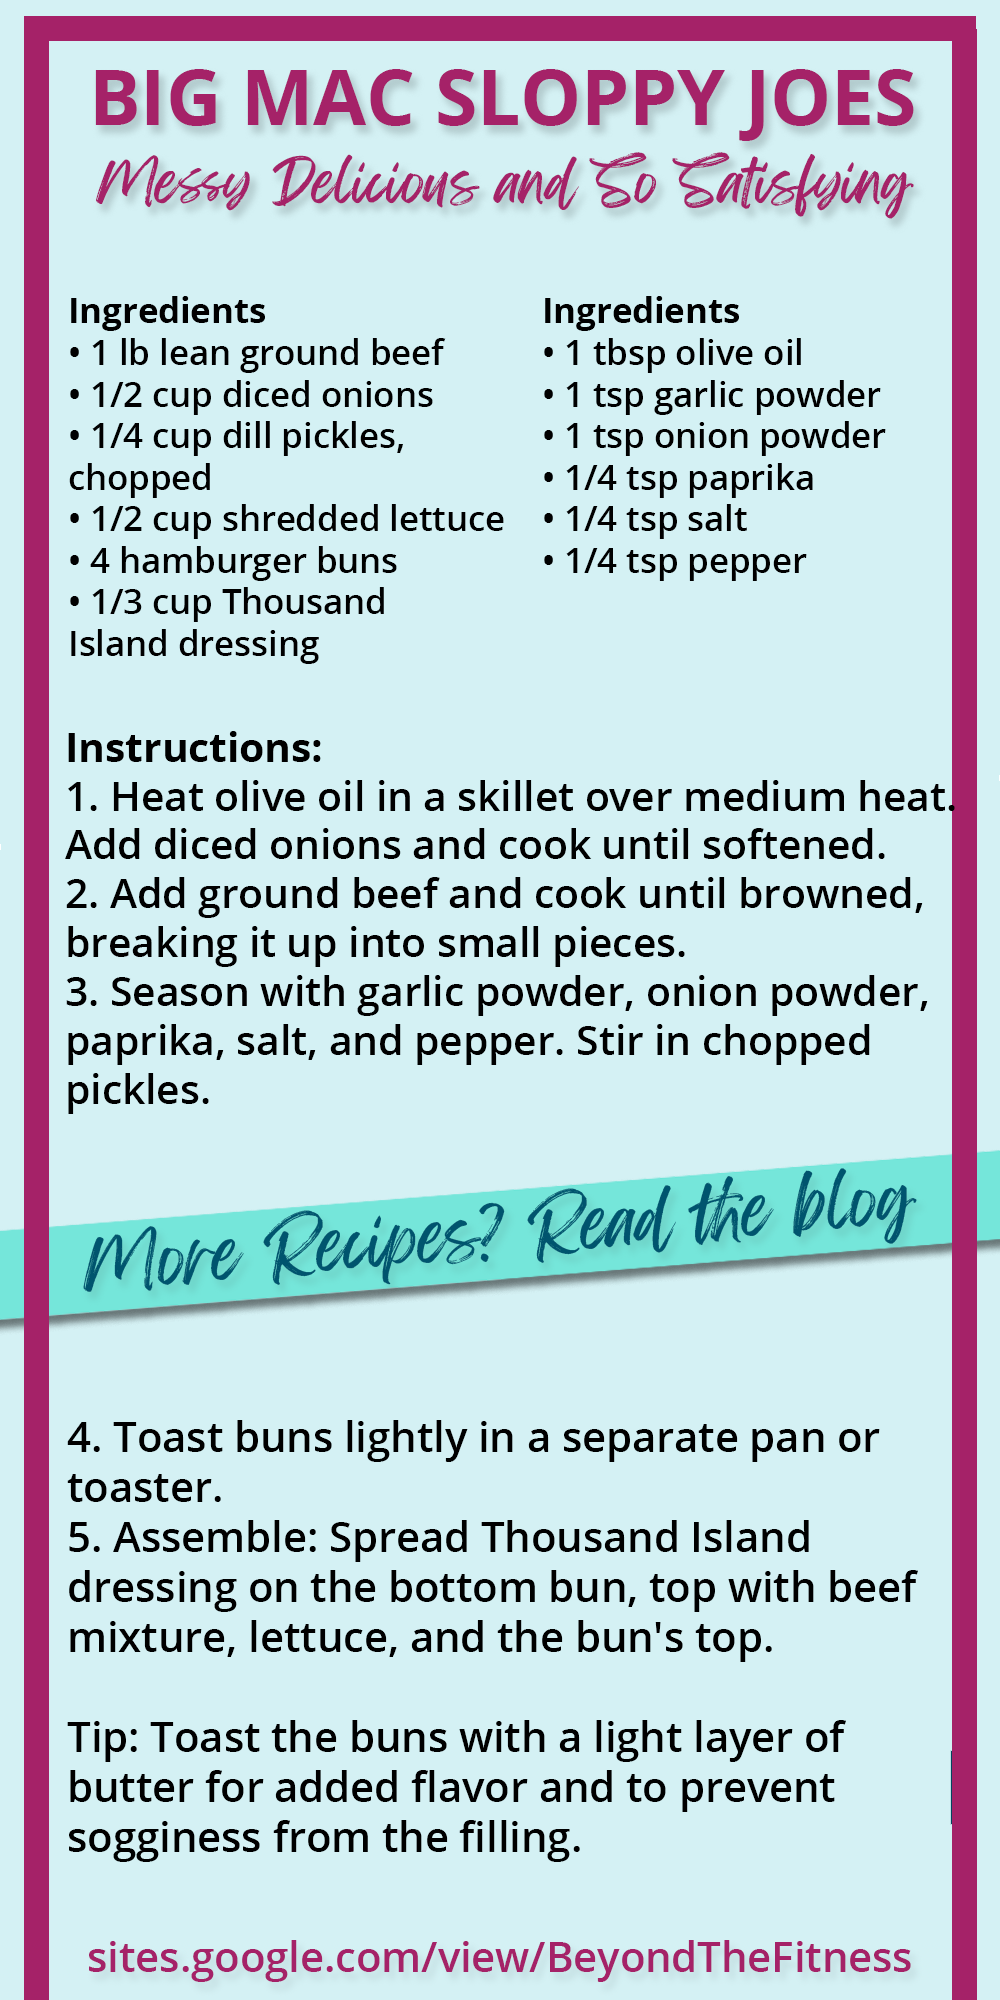 BIG MAC SLOPPY JOES
Messy Delicious and So Satisfying
Ingredients
• 1 lb lean ground beef
• 1/2 cup diced onions
• 1/4 cup dill pickles,
chopped
• 1/2 cup shredded lettuce
• 4 hamburger buns
• 1/3 cup Thousand
Island dressing
Ingredients
• 1 tbsp olive oil
• 1 tsp garlic powder
• 1 tsp onion powder
• 1/4 tsp paprika
• 1/4 tsp salt
• 1/4 tsp pepper
Instructions:
1. Heat olive oil in a skillet over medium heat.
Add diced onions and cook until softened.
2. Add ground beef and cook until browned,
breaking it up into small pieces.
3. Season with garlic powder, onion powder,
paprika, salt, and pepper. Stir in chopped
pickles.
More Recipes? Read the blog
4. Toast buns lightly in a separate pan or
toaster.
5. Assemble: Spread Thousand Island
dressing on the bottom bun, top with beef
mixture, lettuce, and the bun's top.
Tip: Toast the buns with a light layer of
butter for added flavor and to prevent
sogginess from the filling.
sites.google.com/view/BeyondTheFitness